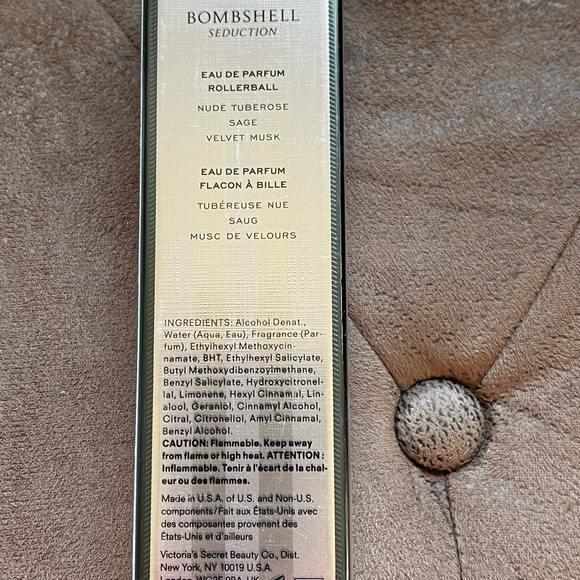 BOMBSHELL
SEDUCTION
EAU DE PARFUM
ROLLERBALL
NUDE TUBEROSE
SAGE
VELVET MUSK
EAU DE PARFUM
FLACON À BILLE
TUBÉREUSE NUE
SAUG
MUSC DE VELOURS
INGREDIENTS: Alcohol Denat.,
Water (Aqua, Eau), Fragrance (Par-
fum), Ethylhexyl Methoxycin-
namate, BHT, Ethylhexyl Salicylate,
Butyl Methoxydibenzoylmethane,
Benzyl Salicylate, Hydroxycitronel-
lal, Limonene, Hexyl Cinnamal, Lin-
alool, Geraniol, Cinnamyl Alcohol,
Citral, Citronellol, Amyl Cinnamal,
Benzyl Alcohol.
CAUTION: Flammable. Keep away
from flame or high heat. ATTENTION :
Inflammable. Tenir à l'écart de la chal-
eur ou des flammes.
Made in U.S.A. of U.S. and Non-U.S.
components/Fait aux États-Unis avec
des composantes provenant des
États-Unis et d'ailleurs
Victoria's Secret Beauty Co., Dist.
New York, NY 10019 U.S.A.
London